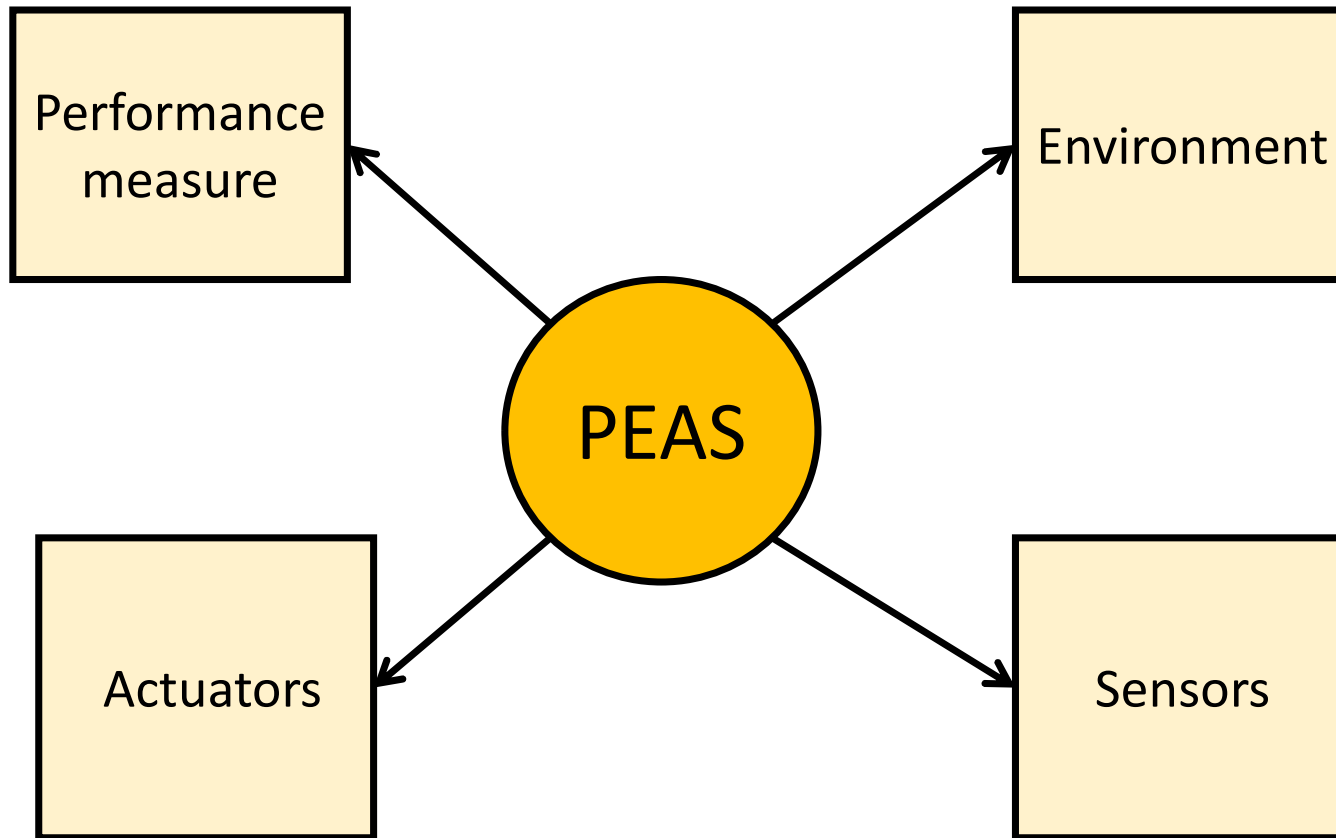 Performance
measure
Environment
PEAS
Actuators
Sensors